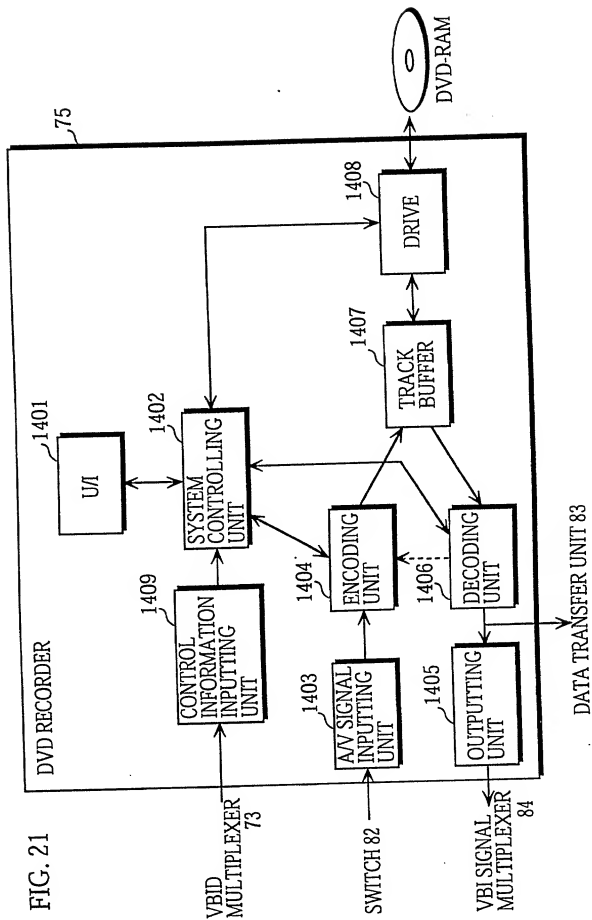 FIG. 21
DVD RECORDER
75
1401
U/I
1409
CONTROL
INFORMATION
INPUTTING
UNIT
1402
SYSTEM
CONTROLLING
UNIT
VBID
MULTIPLEXER
73
1403
A/V SIGNAL
INPUTTING
UNIT
1404
ENCODING
UNIT
1407
TRACK
BUFFER
1408
DRIVE
DVD-RAM
SWITCH 82
1405
OUTPUTTING
UNIT
1406
DECODING
UNIT
VBI SIGNAL
MULTIPLEXER
84
DATA TRANSFER UNIT 83